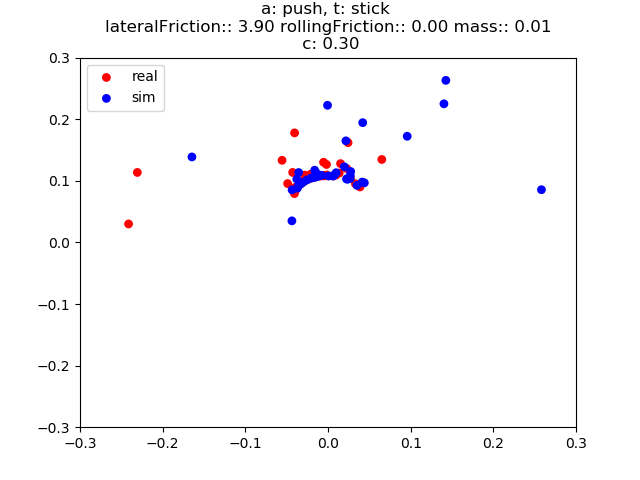 a: push, t: stick
lateralFriction:: 3.90 rollingFriction:: 0.00 mass:: 0.01
c: 0.30
real
sim
0.3
0.2
0.1
0.0
−0.1
−0.2
−0.3
−0.3 −0.2 −0.1 0.0 0.1 0.2 0.3